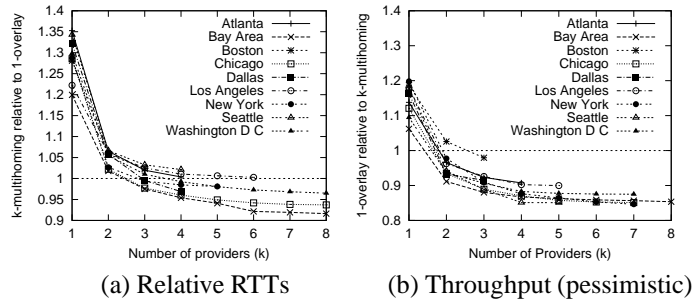 k-multihoming relative to 1-overlay
1.4
1.35
1.3
1.25
1.2
1.15
1.1
1.05
1
0.95
0.9
1 2 3 4 5 6 7 8
Number of providers (k)
Atlanta
Bay Area
Boston
Chicago
Dallas
Los Angeles
New York
Seattle
Washington D C
(a) Relative RTTs
1-overlay relative to k-multihoming
1.4
1.3
1.2
1.1
1
0.9
0.8
1 2 3 4 5 6 7 8
Number of Providers (k)
Atlanta
Bay Area
Boston
Chicago
Dallas
Los Angeles
New York
Seattle
Washington D C
(b) Throughput (pessimistic)